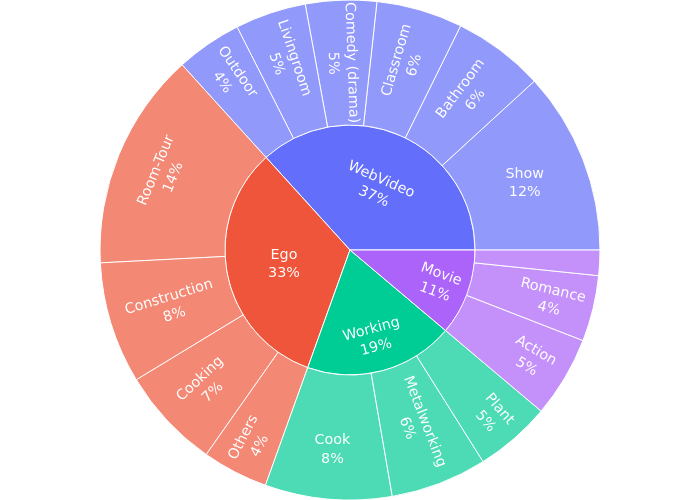 WebVideo
37%
Show
12%
Bathroom
6%
Classroom
6%
Comedy (drama)
5%
Livingroom
5%
Outdoor
4%
Ego
33%
Room-Tour
14%
Construction
8%
Cooking
7%
Others
4%
Working
19%
Cook
8%
Metalworking
6%
Plant
5%
Movie
11%
Action
5%
Romance
4%